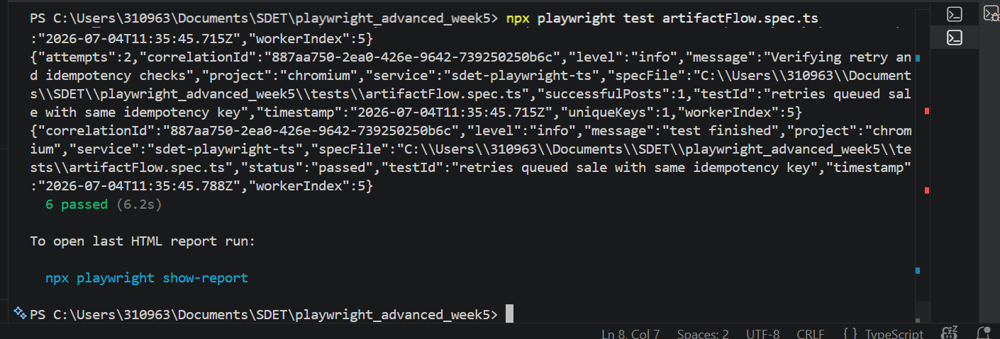 PS C:\Users\310963\Documents\SDET\playwright_advanced_week5> npx playwright test artifactFlow.spec.ts
:"2026-07-04T11:35:45.715Z","workerIndex":5}
{"attempts":2,"correlationId":"887aa750-2ea0-426e-9642-739250250b6c","level":"info","message":"Verifying retry an
d idempotency checks","project":"chromium","service":"sdet-playwright-ts","specFile":"C:\\Users\\310963\\Document
s\\SDET\\playwright_advanced_week5\\tests\\artifactFlow.spec.ts","successfulPosts":1,"testId":"retries queued sal
e with same idempotency key","timestamp":"2026-07-04T11:35:45.715Z","uniqueKeys":1,"workerIndex":5}
{"correlationId":"887aa750-2ea0-426e-9642-739250250b6c","level":"info","message":"test finished","project":"chrom
ium","service":"sdet-playwright-ts","specFile":"C:\\Users\\310963\\Documents\\SDET\\playwright_advanced_week5\\te
sts\\artifactFlow.spec.ts","status":"passed","testId":"retries queued sale with same idempotency key","timestamp"
:"2026-07-04T11:35:45.788Z","workerIndex":5}
6 passed (6.2s)
To open last HTML report run:
npx playwright show-report
PS C:\Users\310963\Documents\SDET\playwright_advanced_week5>
Ln 8, Col 7 Spaces: 2 UTF-8 CRLF { } TypeScript